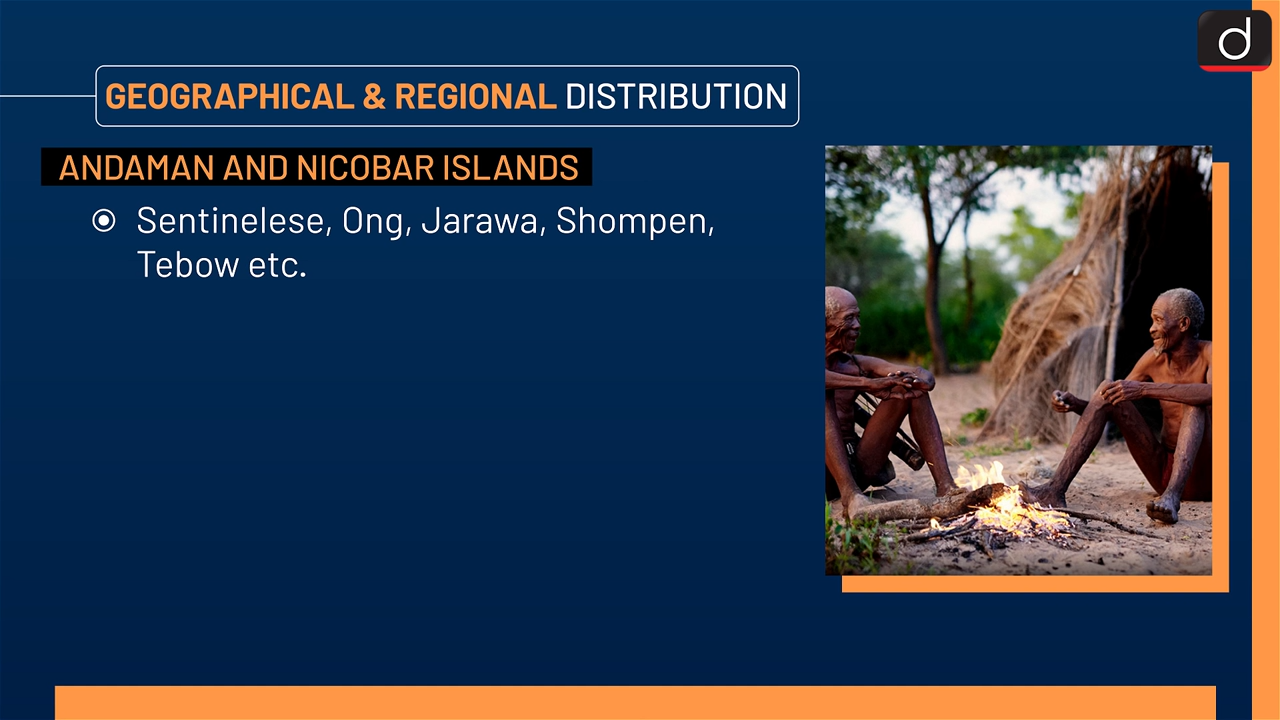 d
GEOGRAPHICAL & REGIONAL DISTRIBUTION
ANDAMAN AND NICOBAR ISLANDS
Sentinelese, Ong, Jarawa, Shompen,
Tebow etc.